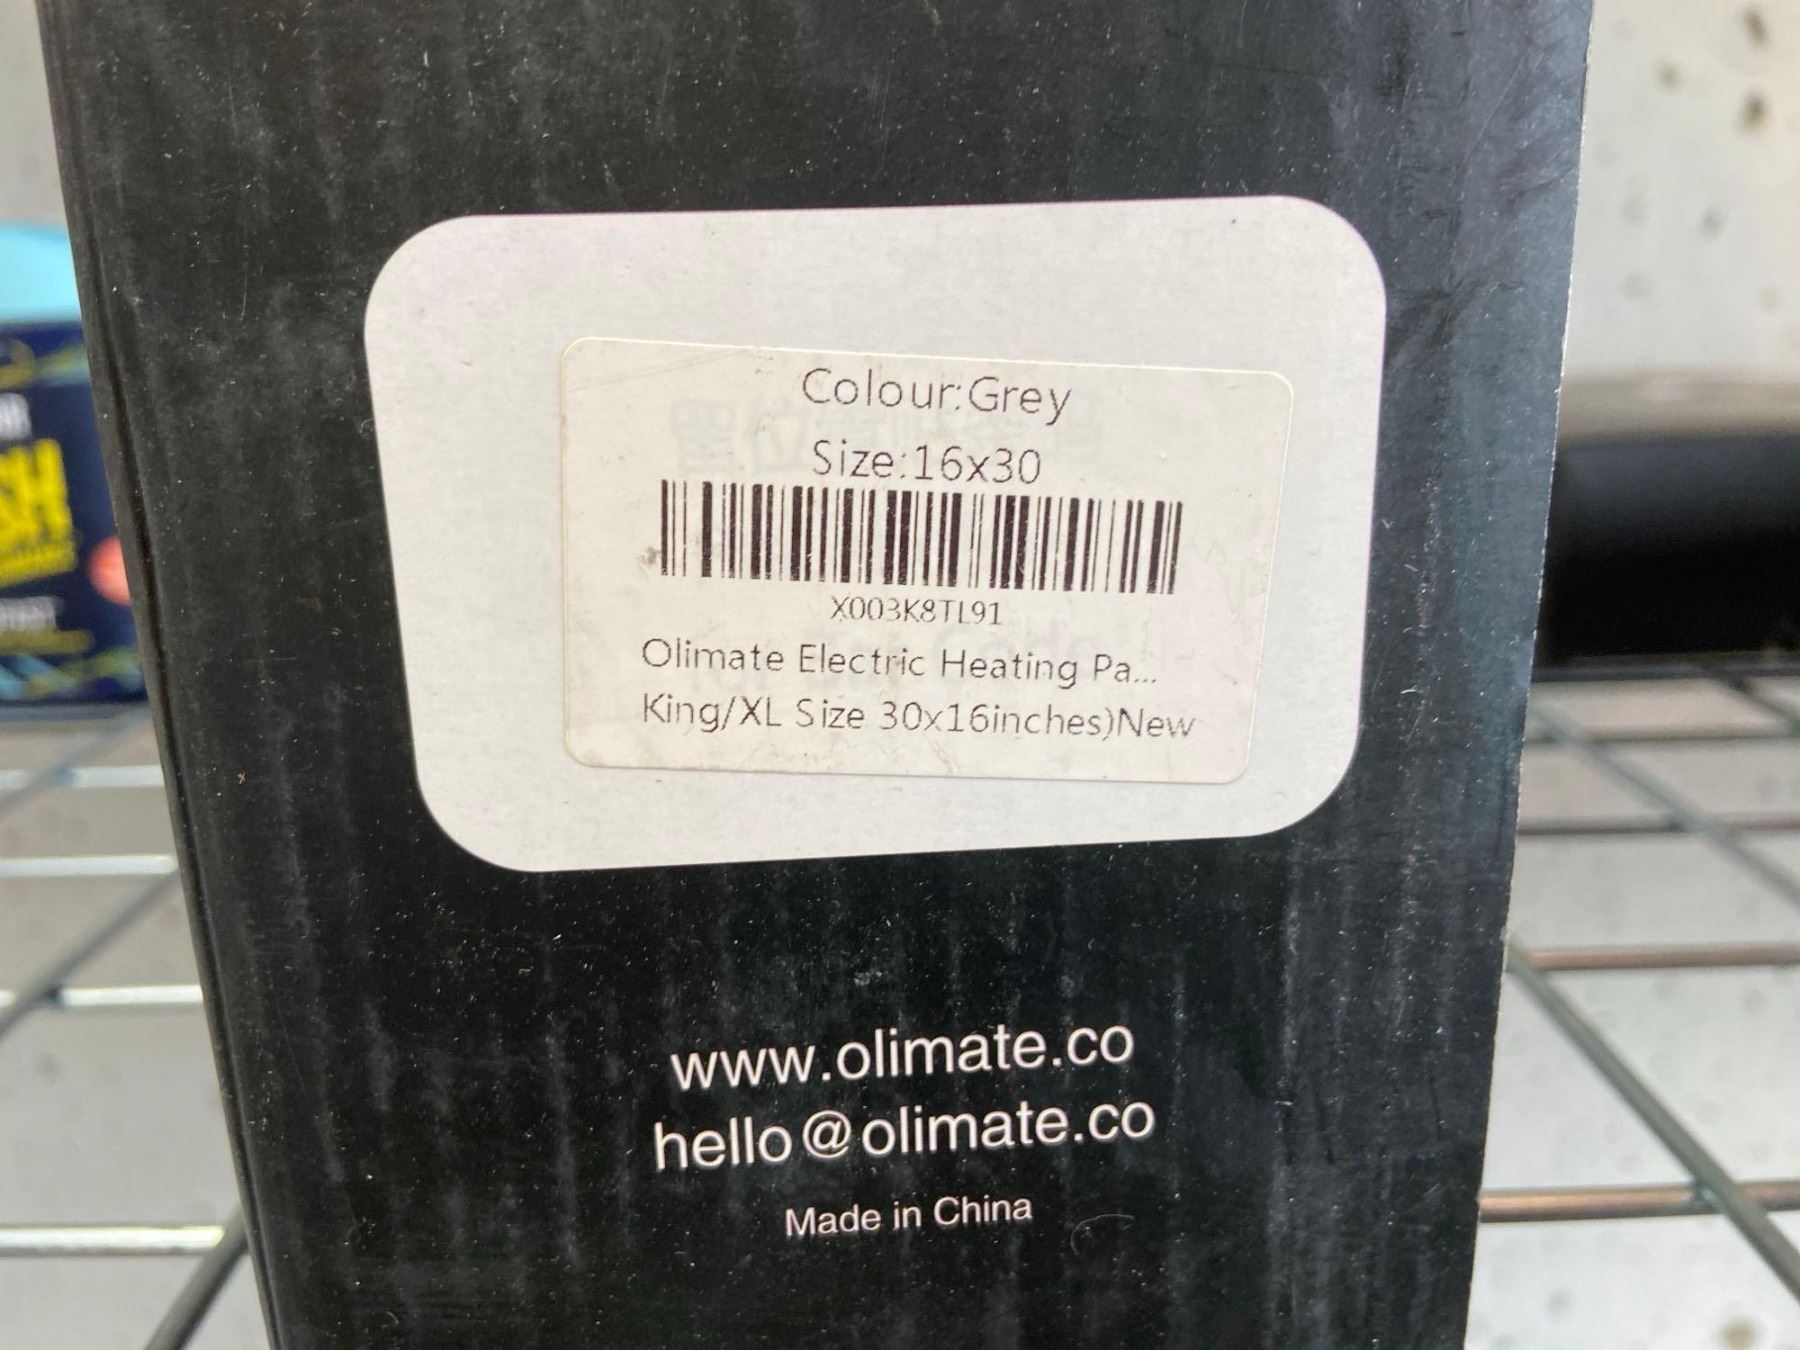 Colour:Grey
Size:16x30
X003K8TL91
Olimate Electric Heating Pa...
King/XL Size 30x16inches)New
www.olimate.co
hello@olimate.co
Made in China